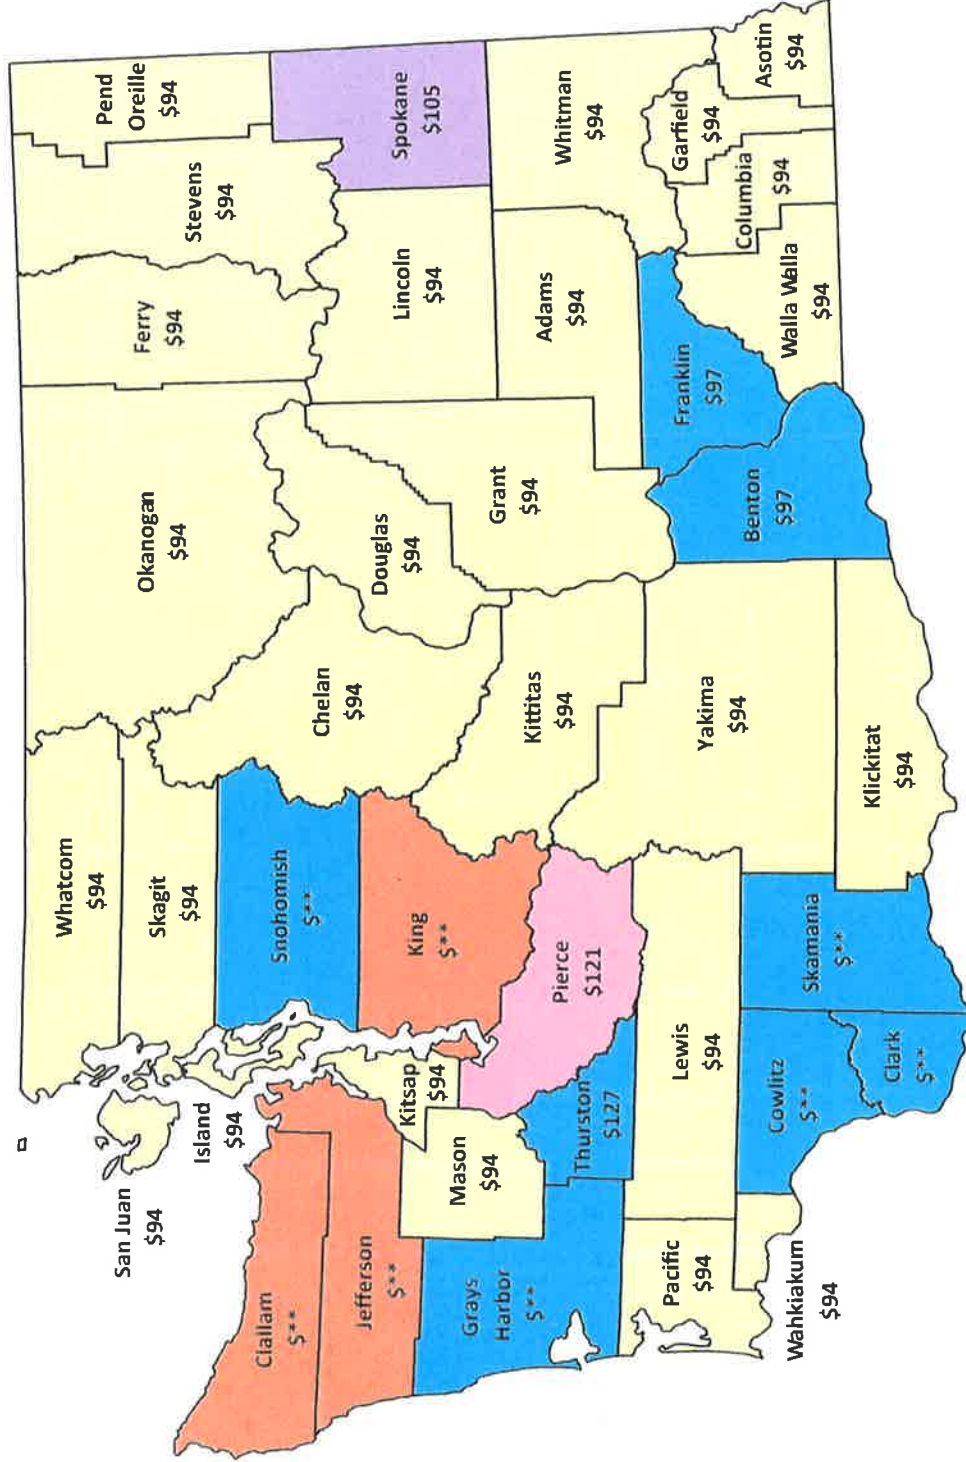 Whatcom
$94
San Juan
$94
Skagit
$94
Island
$94
Okanogan
$94
Ferry
$94
Stevens
$94
Pend
Oreille
$94
Clallam
$**
Jefferson
$**
Snohomish
$**
Chelan
$94
Douglas
$94
Lincoln
$94
Spokane
$105
Kitsap
$94
King
$**
Mason
$94
Grays
Harbor
$**
Kittitas
$94
Grant
$94
Adams
$94
Whitman
$94
Pierce
$121
Thurston
$127
Pacific
$94
Lewis
$94
Yakima
$94
Benton
$97
Franklin
$97
Walla Walla
$94
Columbia
$94
Garfield
$94
Asotin
$94
Wahkiakum
$94
Cowlitz
$**
Skamania
$**
Clark
$**
Klickitat
$94